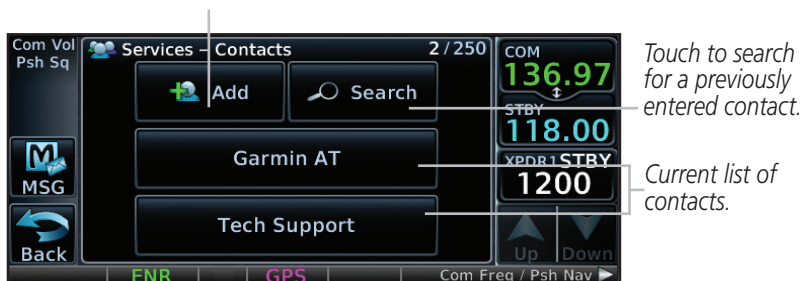 Com Vol
Psh Sq
Services – Contacts 2 / 250
Add
Search
Garmin AT
Tech Support
MSG
Back
COM
136.97
STBY
118.00
XPDR1 STBY
1200
Up
Down
ENR
GPS
Com Freq / Psh Nav
Touch to search
for a previously
entered contact.
Current list of
contacts.